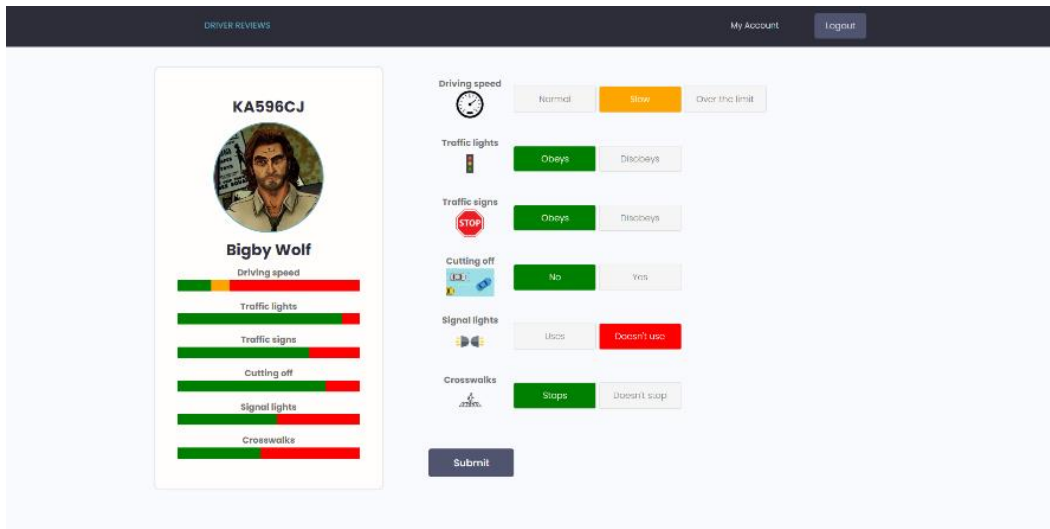 DRIVER REVIEWS
My Account
Logout
KA596CJ
Bigby Wolf
Driving speed
Traffic lights
Traffic signs
Cutting off
Signal lights
Crosswalks
Driving speed
Normal
Slow
Over the limit
Traffic lights
Obeys
Disobeys
Traffic signs
STOP
Obeys
Disobeys
Cutting off
No
Yes
Signal lights
Uses
Doesn't use
Crosswalks
Stops
Doesn't stop
Submit